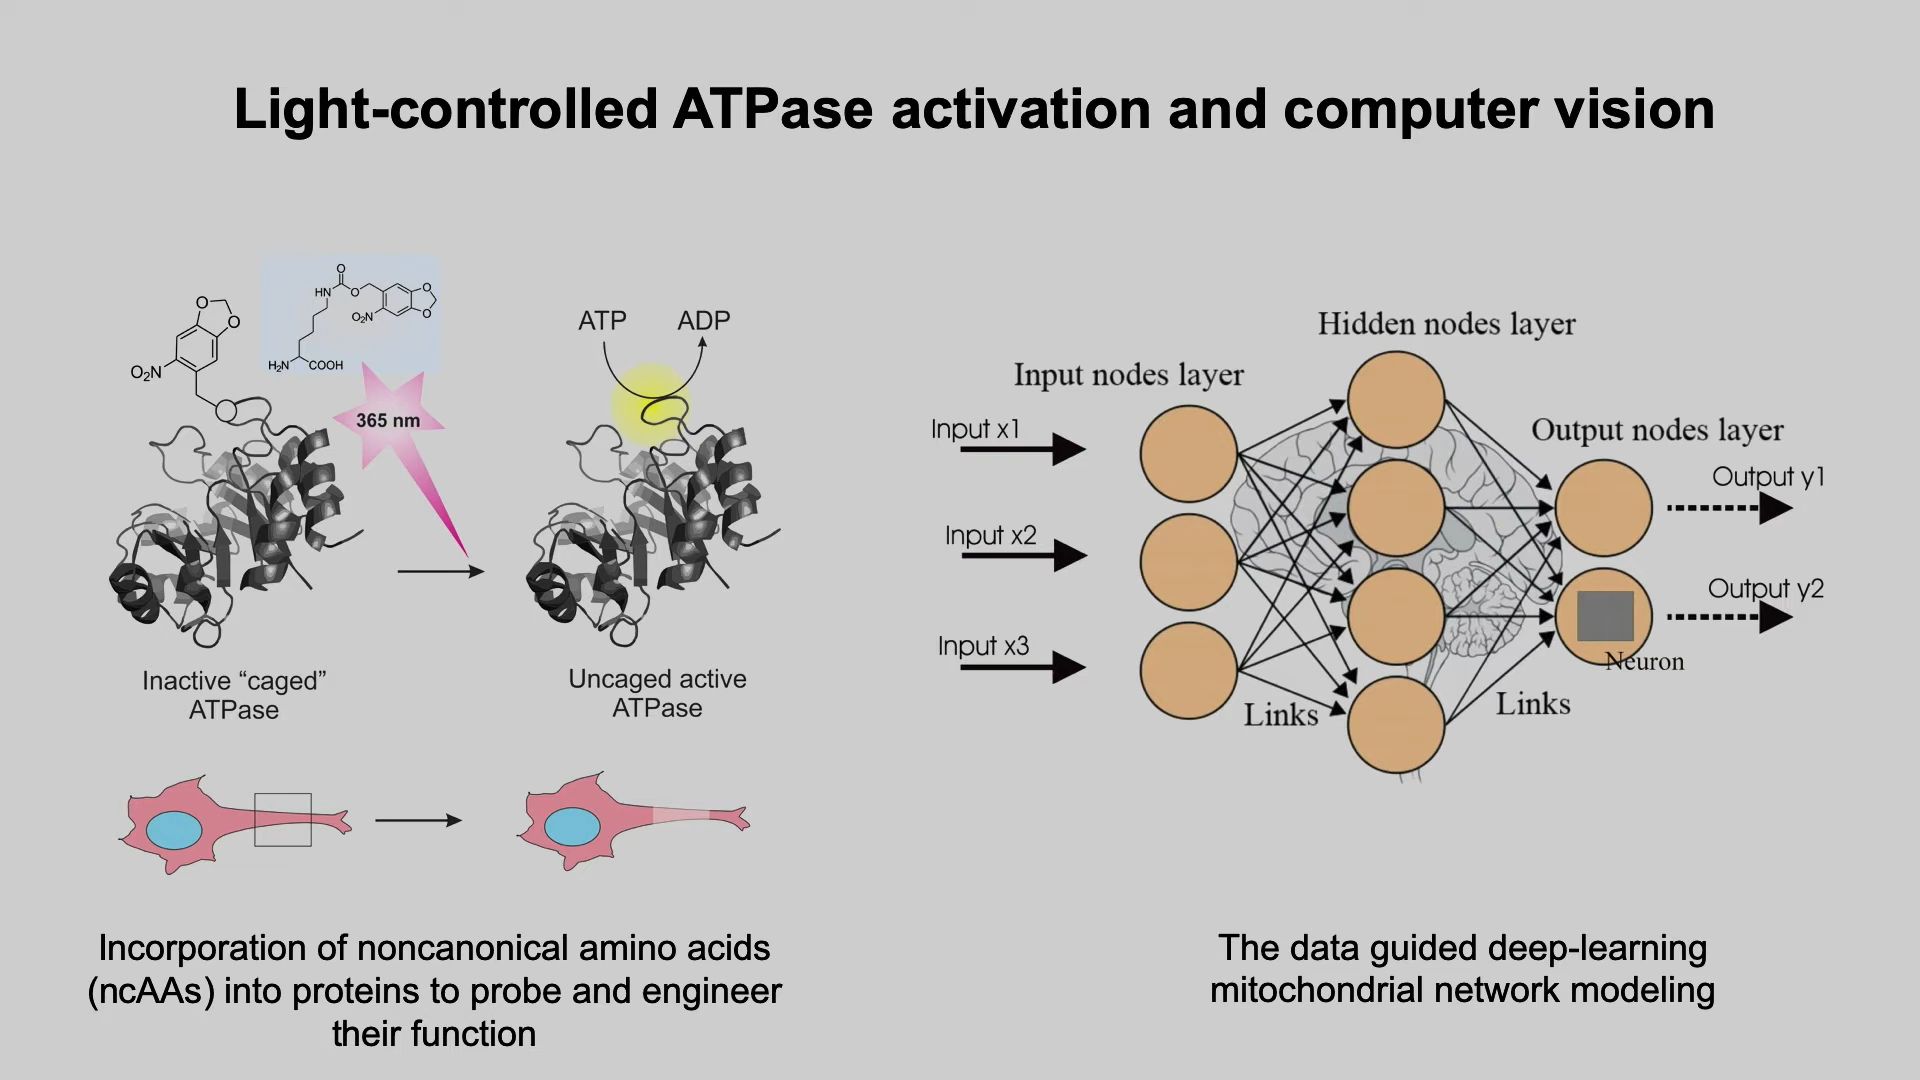 Light-controlled ATPase activation and computer vision
O
HN
O
O
O
O₂N
H₂N
COOH
O
O
O₂N
365 nm
ATP
ADP
Inactive “caged”
ATPase
Uncaged active
ATPase
Incorporation of noncanonical amino acids
(ncAAs) into proteins to probe and engineer
their function
Hidden nodes layer
Input nodes layer
Output nodes layer
Input x1
Input x2
Input x3
Output y1
Output y2
Neuron
Links
Links
The data guided deep-learning
mitochondrial network modeling